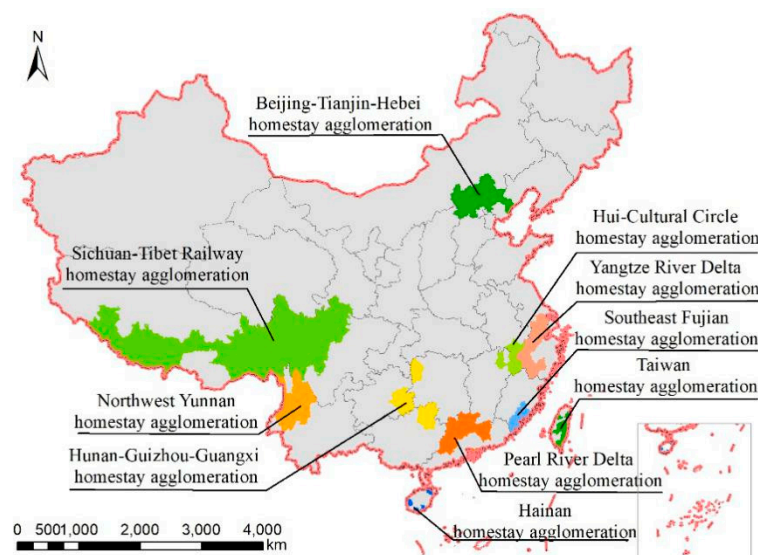 N
Beijing-Tianjin-Hebei
homestay agglomeration
Hui-Cultural Circle
homestay agglomeration
Sichuan-Tibet Railway
homestay agglomeration
Yangtze River Delta
homestay agglomeration
Southeast Fujian
homestay agglomeration
Taiwan
homestay agglomeration
Northwest Yunnan
homestay agglomeration
Hunan-Guizhou-Guangxi
homestay agglomeration
Pearl River Delta
homestay agglomeration
Hainan
homestay agglomeration
0 5001,000 2,000 3,000 4,000
km